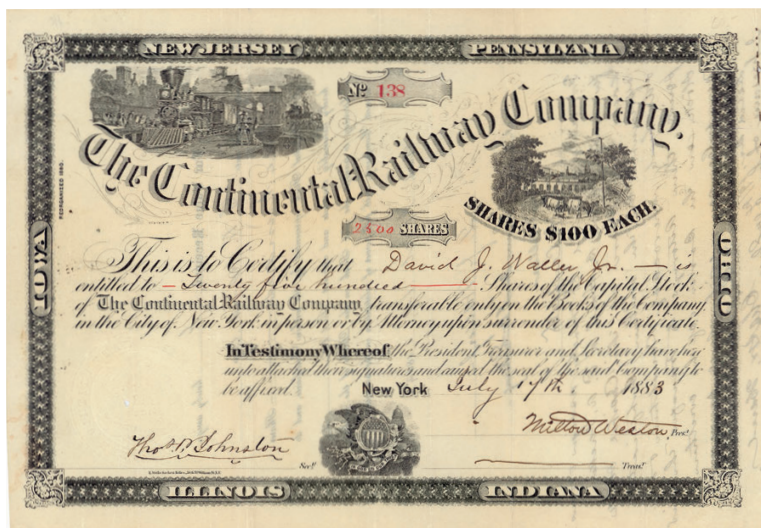 NEW JERSEY
PENNSYLVANIA
No 138
The Continental Railway Company.
REORGANIZED 1880.
SHARES $100 EACH.
2500 SHARES
IOWA
OHIO
This is to Certify that David J. Waller Jr. — is
entitled to — Twenty five hundred — Shares of the Capital Stock
of The Continental Railway Company transferable only on the Books of the Company
in the City of New York in person or by Attorney upon surrender of this Certificate
In Testimony Whereof the President, Treasurer and Secretary have here
unto attached their signatures and caused the seal of the said Company to
be affixed. New York July 17th 1883
Milton Weston, Prest.
Thos. B. Johnston Secy.
Treasr.
ILLINOIS
INDIANA